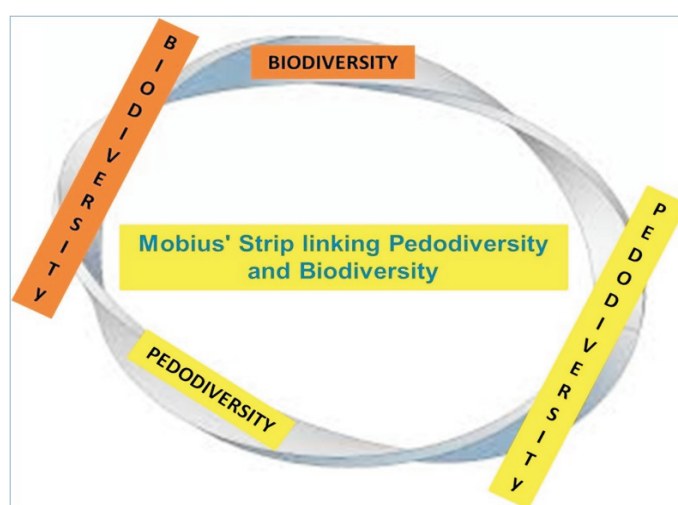 BIODIVERSITy
BIODIVERSITY
Mobius' Strip linking Pedodiversity
and Biodiversity
PEDODIVERSITy
PEDODIVERSITY